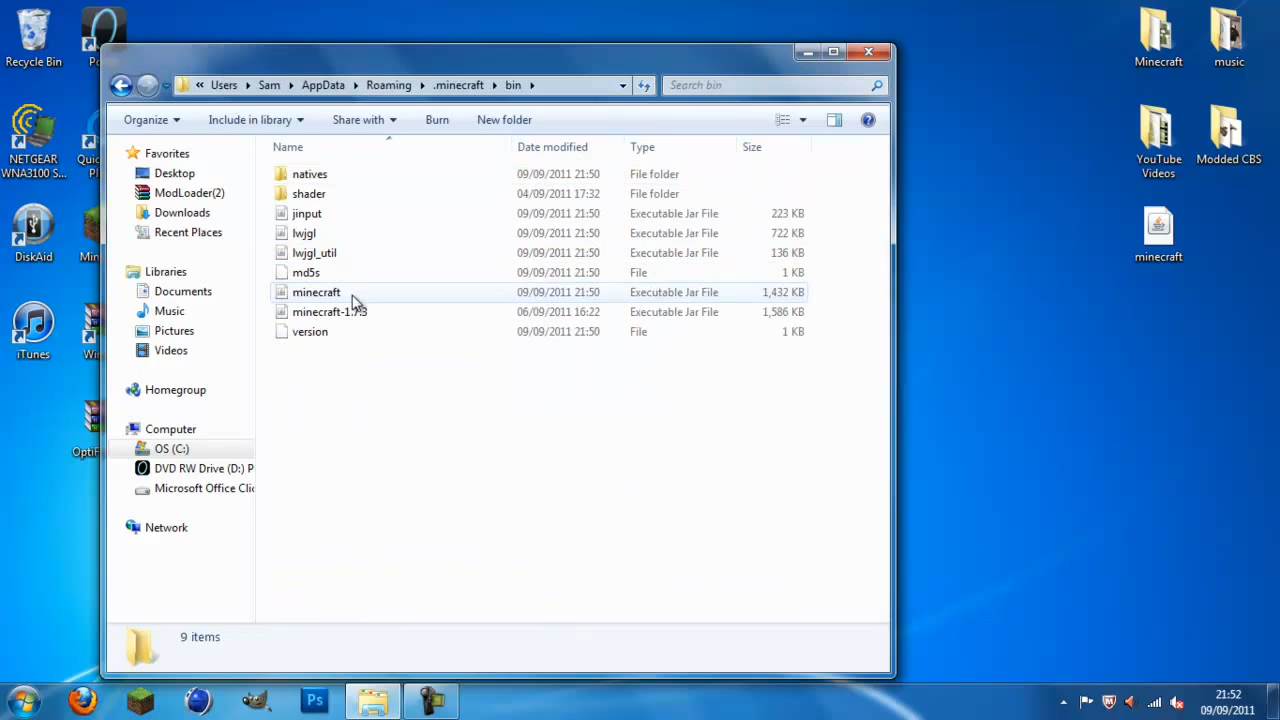 Recycle Bin
NETGEAR
WNA3100 S...
DiskAid
iTunes
OptiF
Users
Sam
AppData
Roaming
.minecraft
bin
Search bin
Organize
Include in library
Share with
Burn
New folder
Favorites
Desktop
ModLoader(2)
Downloads
Recent Places
Libraries
Documents
Music
Pictures
Videos
Homegroup
Computer
OS (C:)
DVD RW Drive (D:) P
Microsoft Office Clic
Network
Name Date modified Type Size
natives 09/09/2011 21:50 File folder
shader 04/09/2011 17:32 File folder
jinput 09/09/2011 21:50 Executable Jar File 223 KB
lwjgl 09/09/2011 21:50 Executable Jar File 722 KB
lwjgl_util 09/09/2011 21:50 Executable Jar File 136 KB
md5s 09/09/2011 21:50 File 1 KB
minecraft 09/09/2011 21:50 Executable Jar File 1,432 KB
minecraft-1.7.3 06/09/2011 16:22 Executable Jar File 1,586 KB
version 09/09/2011 21:50 File 1 KB
9 items
Minecraft
music
YouTube
Videos
Modded CBS
minecraft
Ps
21:52
09/09/2011